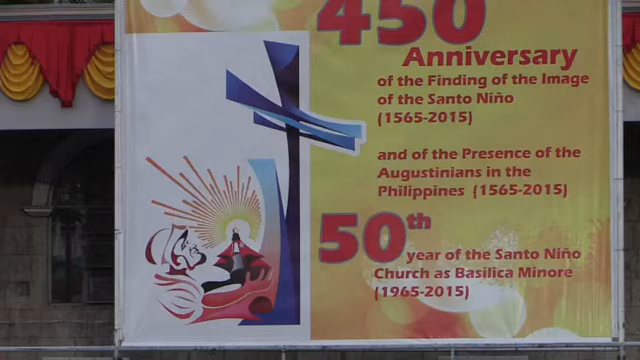 450
Anniversary
of the Finding of the Image
of the Santo Niño
(1565-2015)
and of the Presence of the
Augustinians in the
Philippines (1565-2015)
50th
year of the Santo Niño
Church as Basilica Minore
(1965-2015)